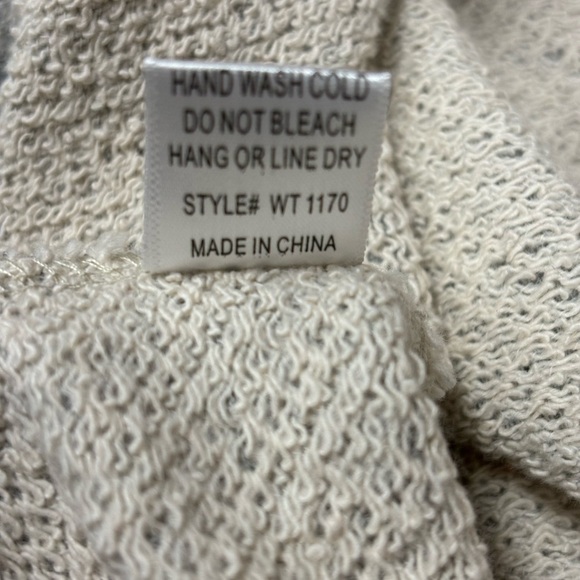 HAND WASH COLD
DO NOT BLEACH
HANG OR LINE DRY
STYLE# WT 1170
MADE IN CHINA